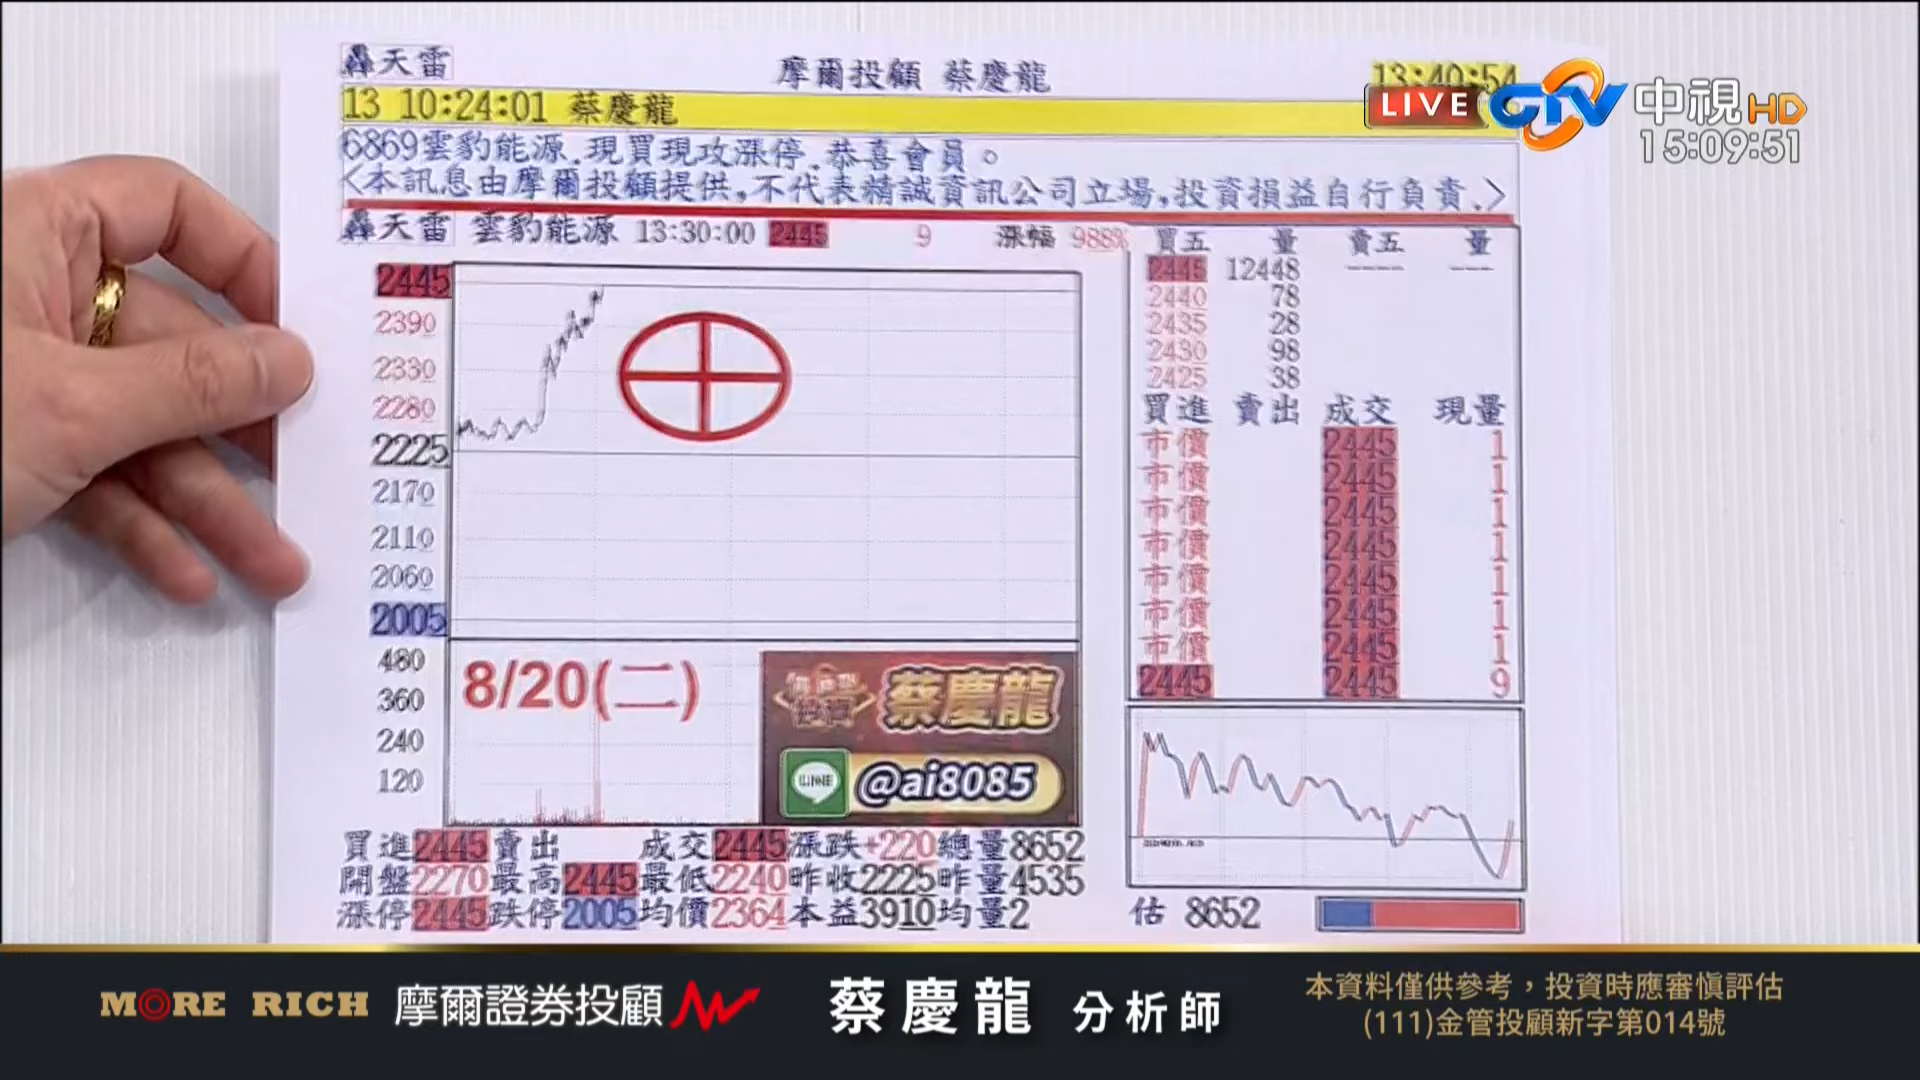 轟天雷
摩爾投顧 蔡慶龍
13:40:54
LIVE CTV 中視HD
15:09:51
13 10:24:01 蔡慶龍
6869雲豹能源.現買現攻漲停.恭喜會員。
<本訊息由摩爾投顧提供,不代表精誠資訊公司立場,投資損益自行負責.>
轟天雷 雲豹能源 13:30:00 2445 9 漲幅 988%
2445
2390
2330
2280
2225
2170
2110
2060
2005
480
360
240
120
8/20(二)
蔡慶龍
LINE @ai8085
買五 量 賣五 量
2445 12448 ---- ---
2440 78
2435 28
2430 98
2425 38
買進 賣出 成交 現量
市價 2445 1
市價 2445 1
市價 2445 1
市價 2445 1
市價 2445 1
市價 2445 1
市價 2445 1
2445 2445 9
買進2445賣出 成交2445漲跌+220總量8652
開盤2270最高2445最低2240昨收2225昨量4535
漲停2445跌停2005均價2364本益3910均量2
估 8652
MORE RICH 摩爾證券投顧
蔡慶龍 分析師
本資料僅供參考，投資時應審慎評估
(111)金管投顧新字第014號